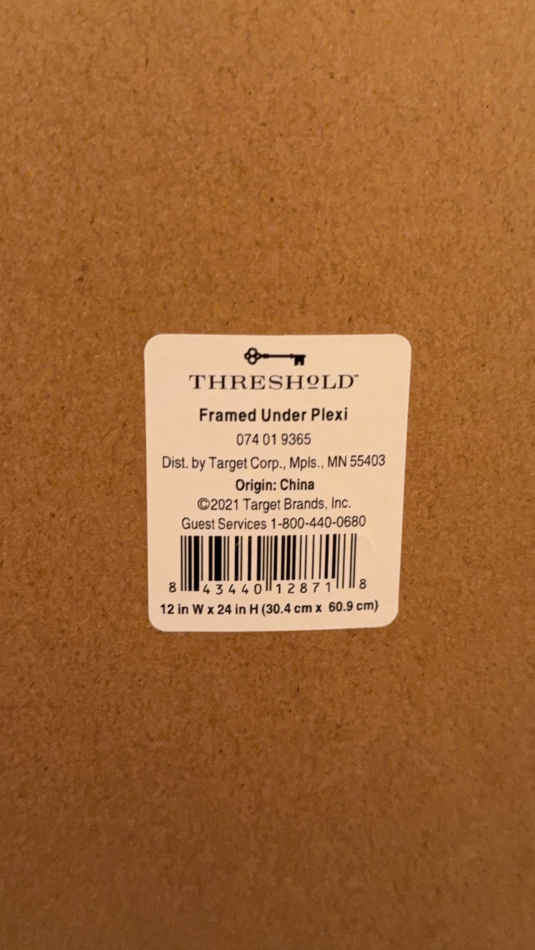 THRESHOLD™
Framed Under Plexi
074 01 9365
Dist. by Target Corp., Mpls., MN 55403
Origin: China
©2021 Target Brands, Inc.
Guest Services 1-800-440-0680
8 43440 12871 8
12 in W x 24 in H (30.4 cm x 60.9 cm)